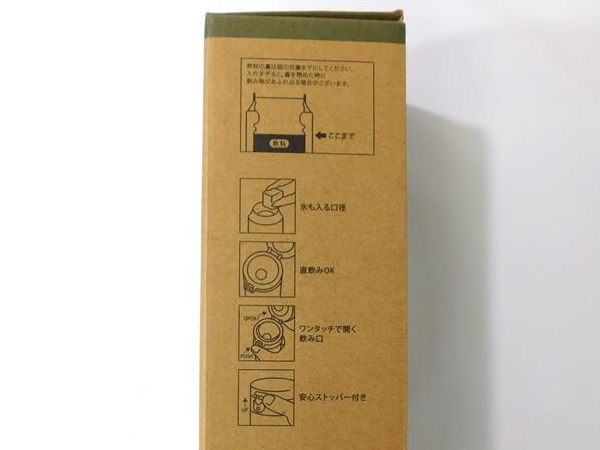 飲料の量は図の位置までにしてください。
入れすぎると、蓋を閉めた時に
飲み物があふれ出る場合がございます。
飲料
ここまで
氷も入る口径
直飲みOK
OPEN
PUSH
ワンタッチで開く
飲み口
UP
安心ストッパー付き